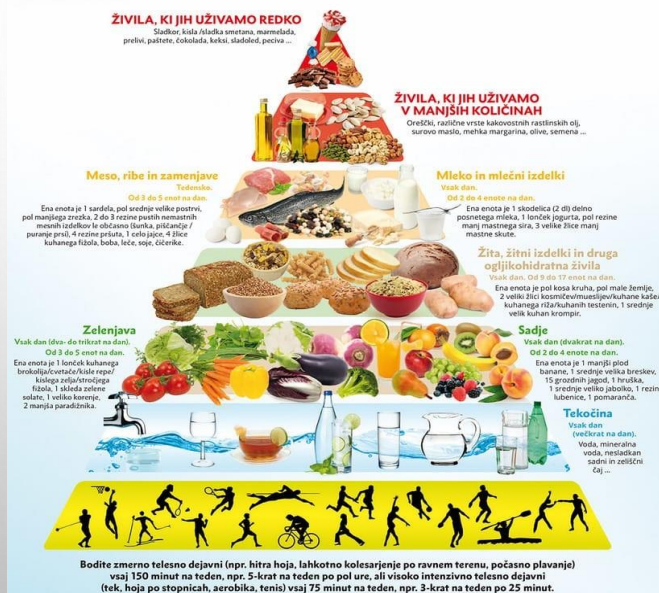 ŽIVILA, KI JIH UŽIVAMO REDKO
Sladkor, kisla /sladka smetana, marmelada,
prelivi, paštete, čokolada, keksi, sladoled, peciva ...
ŽIVILA, KI JIH UŽIVAMO
V MANJŠIH KOLIČINAH
Oreščki, različne vrste kakovostnih rastlinskih olj,
surovo maslo, mehka margarina, olive, semena ...
Meso, ribe in zamenjave
Tedensko.
Od 3 do 5 enot na dan.
Ena enota je 1 sardela, pol srednje velike postrvi,
pol manjšega zrezka, 2 do 3 rezine pustih nemastnih
mesnih izdelkov le občasno (šunka, piščančje /
puranje prsi), 4 rezine pršuta, 1 celo jajce, 4 žlice
kuhanega fižola, boba, leče, soje, čičerike.
Mleko in mlečni izdelki
Vsak dan.
Od 2 do 4 enote na dan.
Ena enota je 1 skodelica (2 dl) delno
posnetega mleka, 1 lonček jogurta, pol rezine
manj mastnega sira, 3 velike žlice manj
mastne skute.
Žita, žitni izdelki in druga
ogljikohidratna živila
Vsak dan. Od 9 do 17 enot na dan.
Ena enota je pol kosa kruha, pol male žemlje,
2 veliki žlici kosmičev/mueslijev/kuhane kaše/
kuhanega riža/kuhanih testenin, 1 srednje
velik kuhan krompir.
Zelenjava
Vsak dan (dva- do trikrat na dan).
Od 3 do 5 enot na dan.
Ena enota je 1 lonček kuhanega
brokolija/cvetače/kisle repe/
kislega zelja/stročjega
fižola, 1 skleda zelene
solate, 1 veliko korenje,
2 manjša paradižnika.
Sadje
Vsak dan (dvakrat na dan).
Od 2 do 4 enote na dan.
Ena enota je 1 manjši plod
banane, 1 srednje velika breskev,
15 grozdnih jagod, 1 hruška,
1 srednje veliko jabolko, 1 rezin
lubenice, 1 pomaranča.
Tekočina
Vsak dan
(večkrat na dan).
Voda, mineralna
voda, nesladkan
sadni in zeliščni
čaj ...
Bodite zmerno telesno dejavni (npr. hitra hoja, lahkotno kolesarjenje po ravnem terenu, počasno plavanje)
vsaj 150 minut na teden, npr. 5-krat na teden po pol ure, ali visoko intenzivno telesno dejavni
(tek, hoja po stopnicah, aerobika, tenis) vsaj 75 minut na teden, npr. 3-krat na teden po 25 minut.